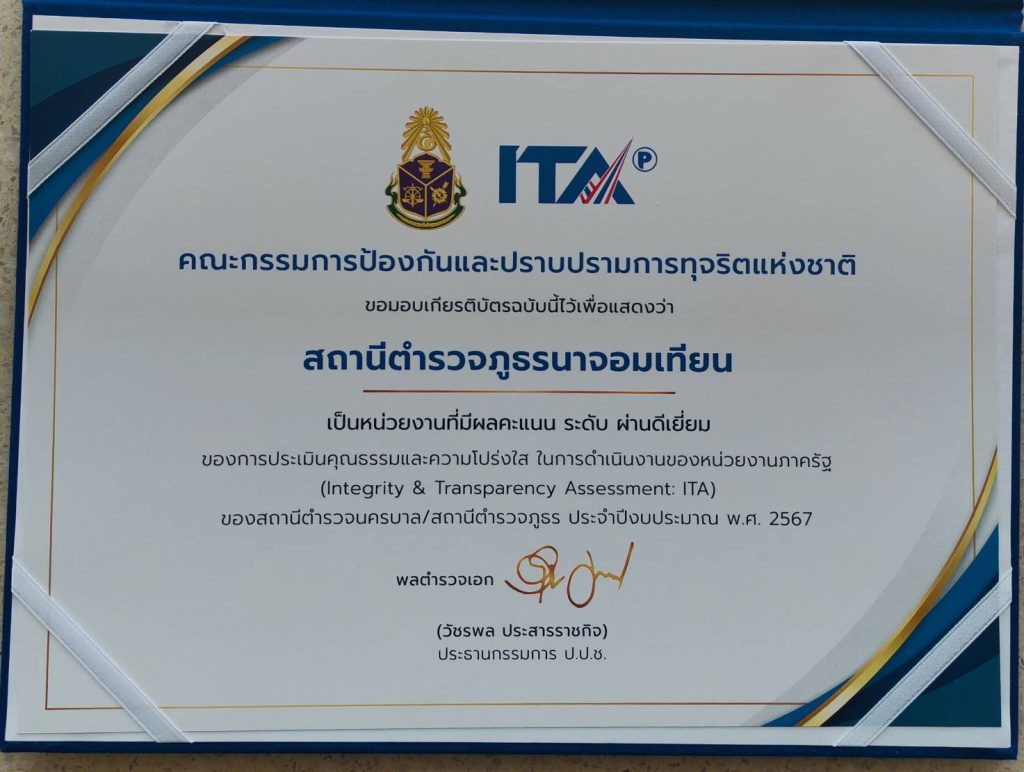 ITA P
คณะกรรมการป้องกันและปราบปรามการทุจริตแห่งชาติ
ขอมอบเกียรติบัตรฉบับนี้ไว้เพื่อแสดงว่า
สถานีตำรวจภูธรนาจอมเทียน
เป็นหน่วยงานที่มีผลคะแนน ระดับ ผ่านดีเยี่ยม
ของการประเมินคุณธรรมและความโปร่งใส ในการดำเนินงานของหน่วยงานภาครัฐ
(Integrity & Transparency Assessment: ITA)
ของสถานีตำรวจนครบาล/สถานีตำรวจภูธร ประจำปีงบประมาณ พ.ศ. 2567
พลตำรวจเอก
(วัชรพล ประสารราชกิจ)
ประธานกรรมการ ป.ป.ช.